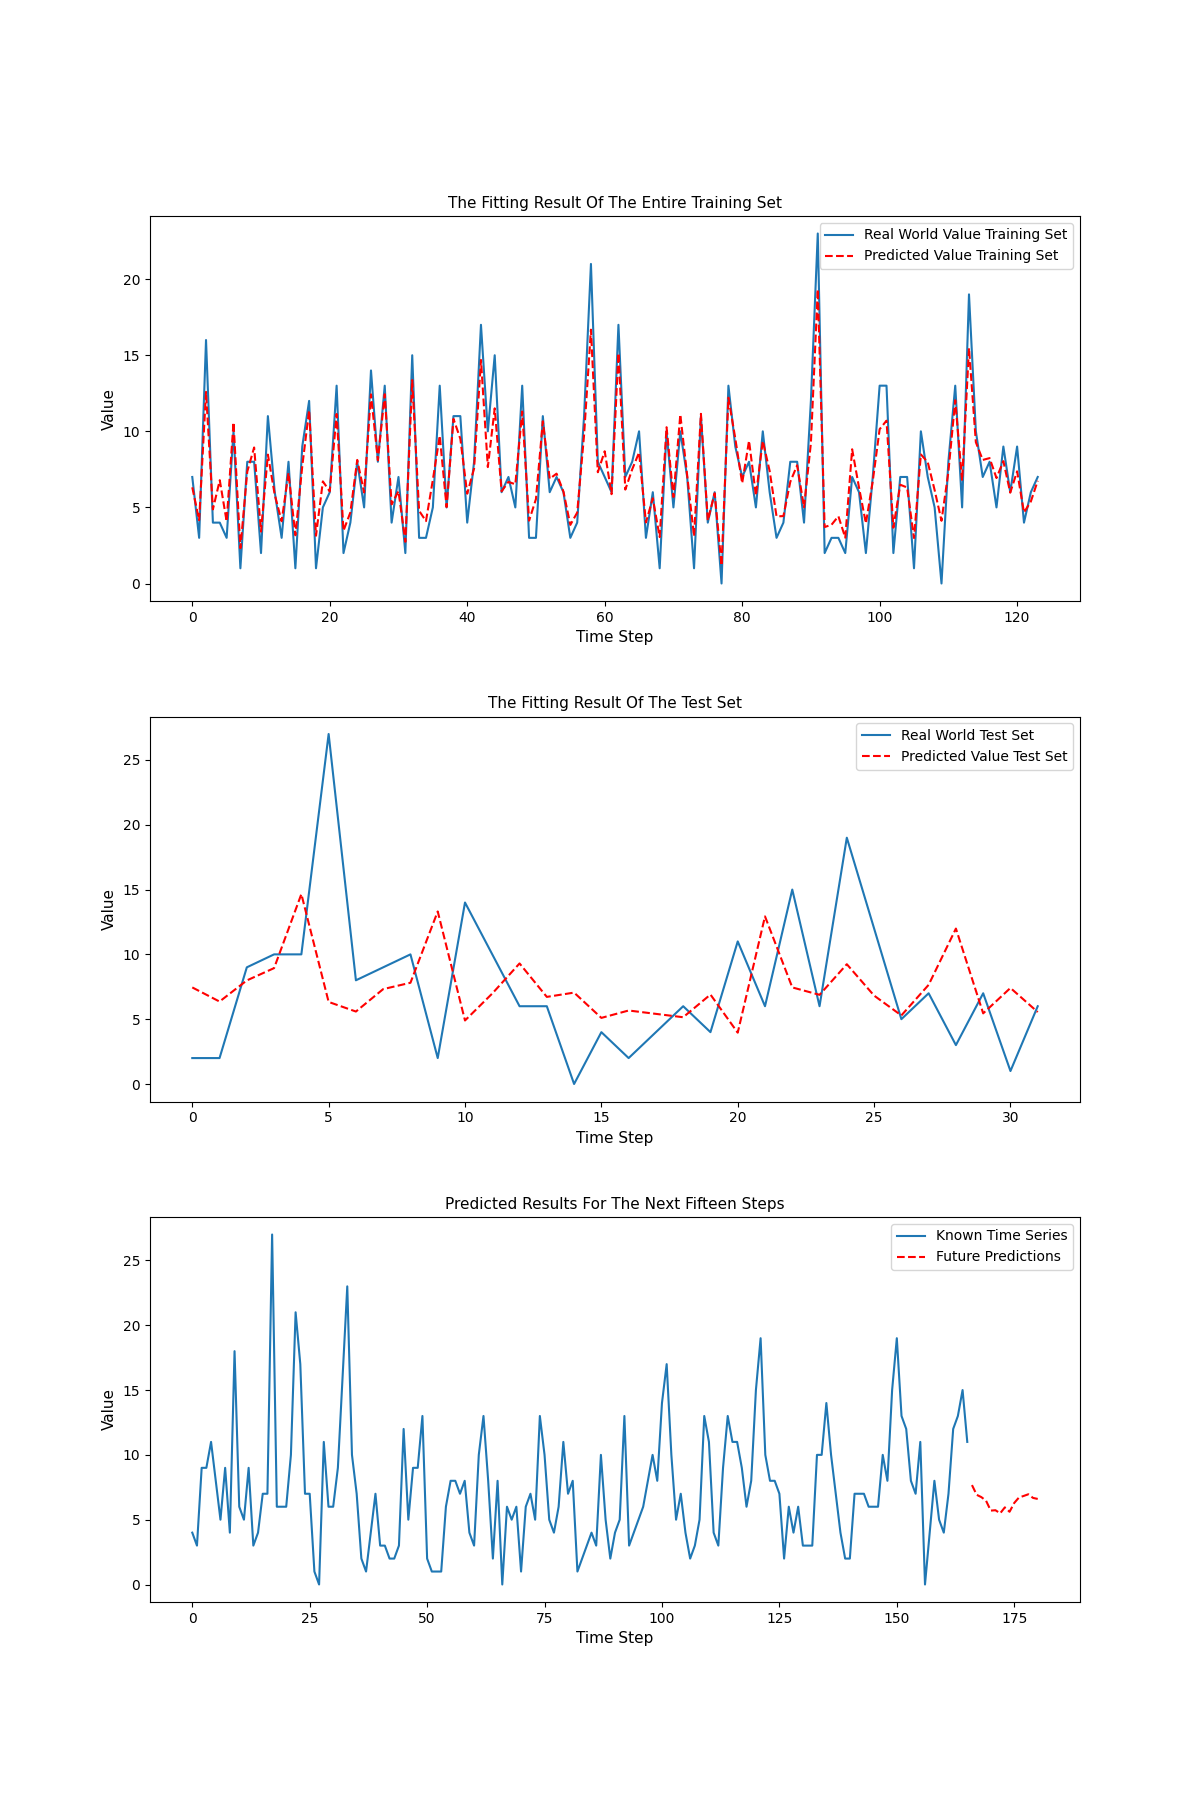 The Fitting Result Of The Entire Training Set
Real World Value Training Set
Predicted Value Training Set
Value
20
15
10
5
0
0 20 40 60 80 100 120
Time Step
The Fitting Result Of The Test Set
Real World Test Set
Predicted Value Test Set
Value
25
20
15
10
5
0
0 5 10 15 20 25 30
Time Step
Predicted Results For The Next Fifteen Steps
Known Time Series
Future Predictions
Value
25
20
15
10
5
0
0 25 50 75 100 125 150 175
Time Step